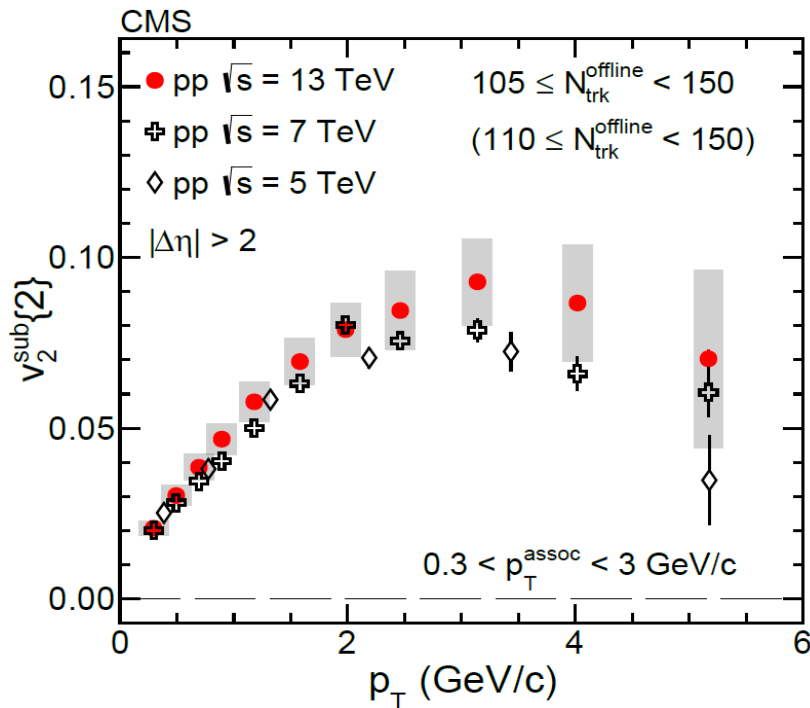 CMS
pp √s = 13 TeV
pp √s = 7 TeV
pp √s = 5 TeV
|Δη| > 2
105 ≤ N_trk^offline < 150
(110 ≤ N_trk^offline < 150)
0.3 < p_T^assoc < 3 GeV/c
v_2^sub{2}
0.15
0.10
0.05
0.00
0 2 4 6
p_T (GeV/c)